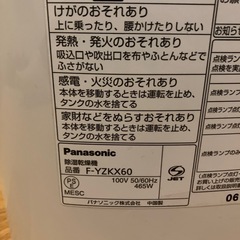 けがのおそれあり
上に乗ったり、腰かけたりしない
発熱・発火のおそれあり
吸込口や吹出口を布やふとんなどで
ふさがない
感電・火災のおそれあり
本体を移動するときは運転を止め、
タンクの水を捨てる
家財などをぬらすおそれあり
本体を移動するときは運転を止め、
タンクの水を捨てる
Panasonic
除湿乾燥機
品番 F-YZKX60
100V 50/60Hz
465W
PS
E
MESC
JET
パナソニック株式会社 中国製
お願い
点検ランプ
点検ランプのみ
06